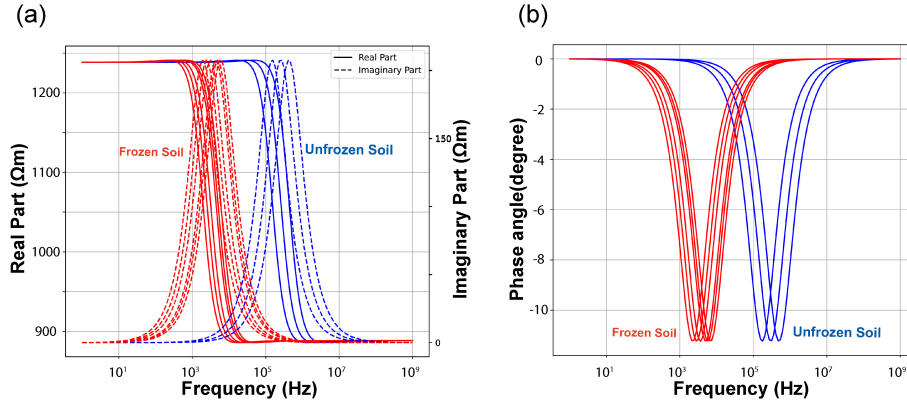 (a)
(b)
Real Part
Imaginary Part
Frozen Soil
Unfrozen Soil
Real Part (Ωm)
1200
1100
1000
900
Imaginary Part (Ωm)
150
0
10¹
10³
10⁵
10⁷
10⁹
Frequency (Hz)
Phase angle(degree)
0
-2
-4
-6
-8
-10
Frozen Soil
Unfrozen Soil
10¹
10³
10⁵
10⁷
10⁹
Frequency (Hz)